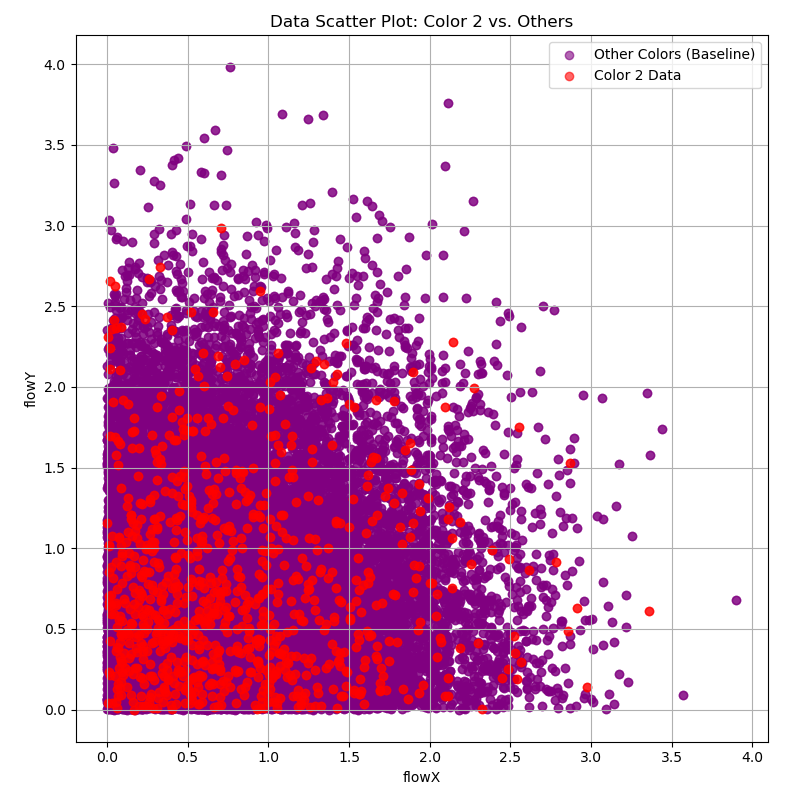 Data Scatter Plot: Color 2 vs. Others
Other Colors (Baseline)
Color 2 Data
4.0
3.5
3.0
2.5
2.0
1.5
1.0
0.5
0.0
flowY
0.0 0.5 1.0 1.5 2.0 2.5 3.0 3.5 4.0
flowX